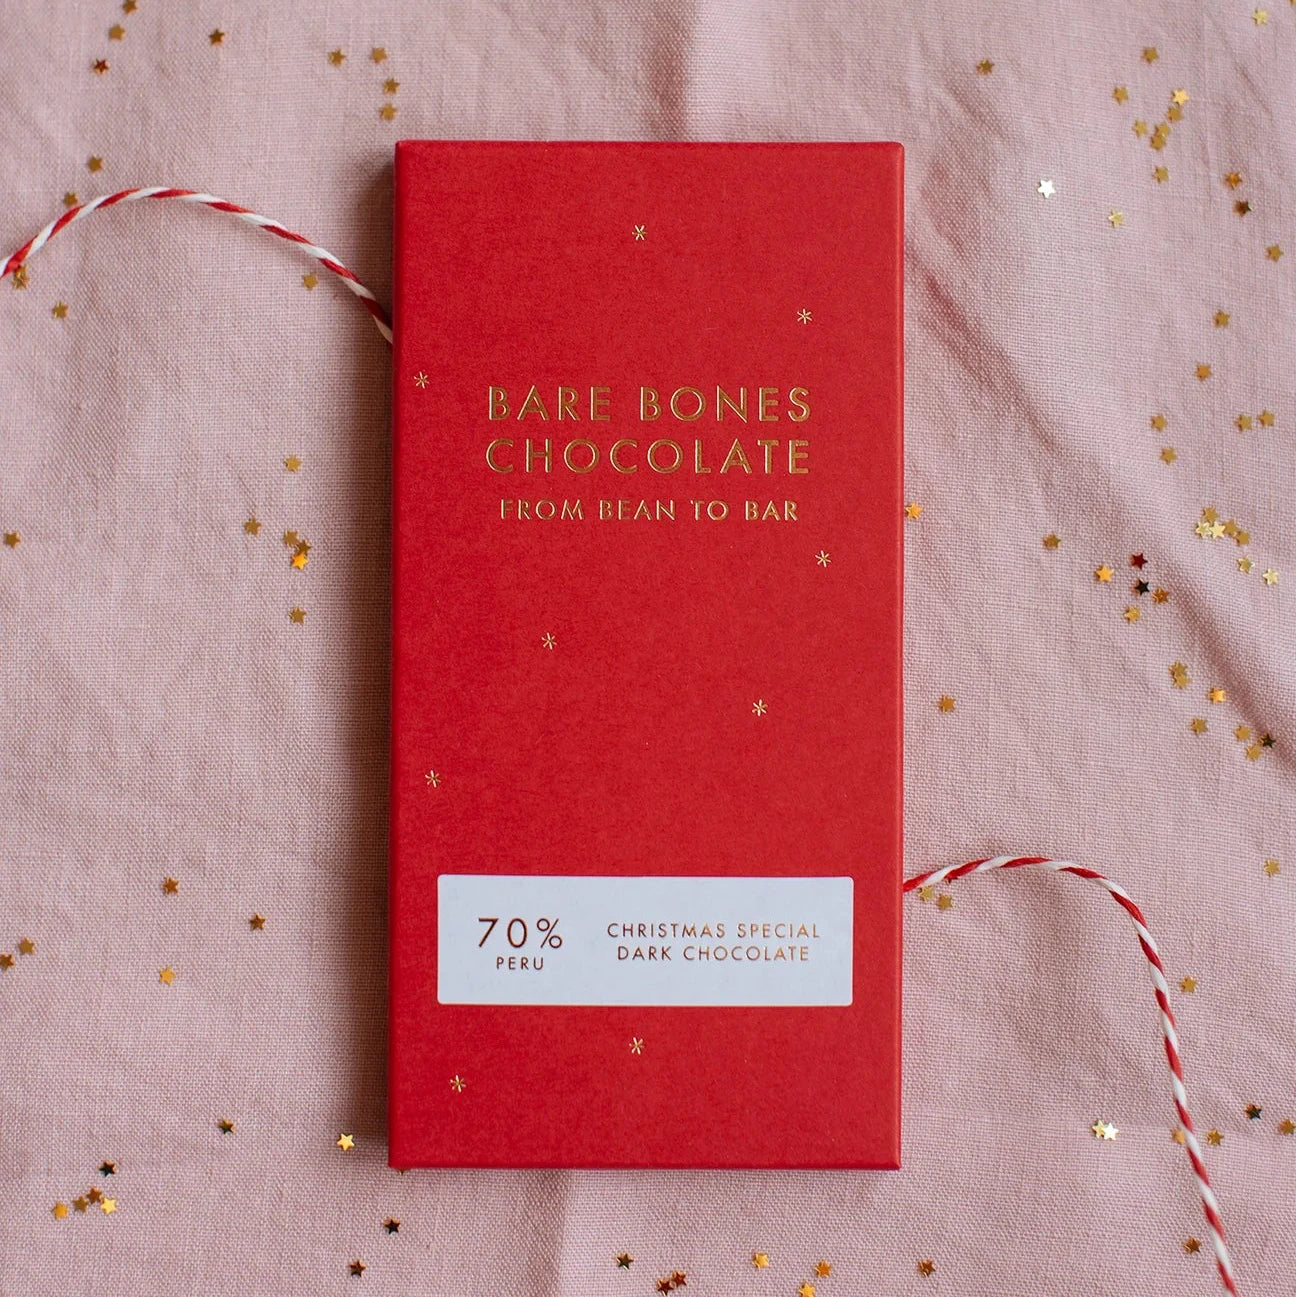 BARE BONES
CHOCOLATE
FROM BEAN TO BAR
70%
PERU
CHRISTMAS SPECIAL
DARK CHOCOLATE